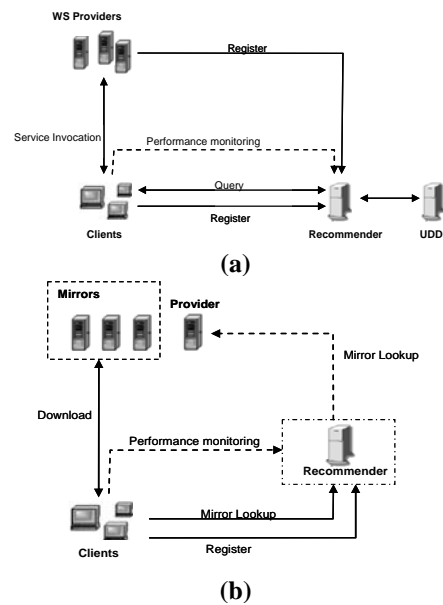 WS Providers
Register
Service Invocation
Performance monitoring
Query
Register
Clients
Recommender
UDD
(a)
Mirrors
Provider
Mirror Lookup
Download
Performance monitoring
Recommender
Mirror Lookup
Register
Clients
(b)